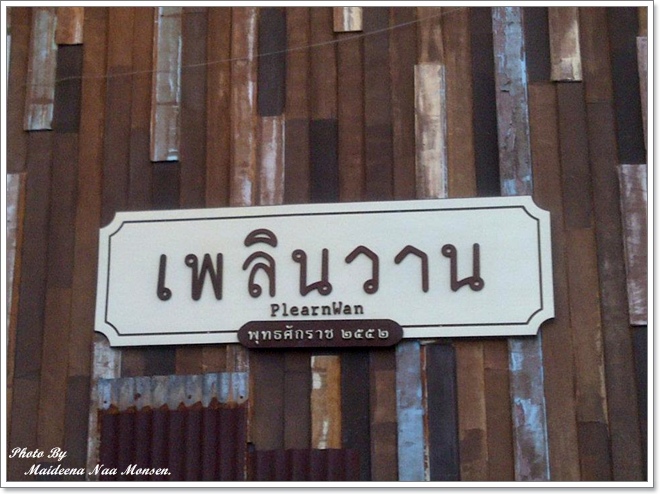 เพลินวาน
PlearnWan
พุทธศักราช ๒๕๕๒
Photo By
Maideena Naa Monsen.